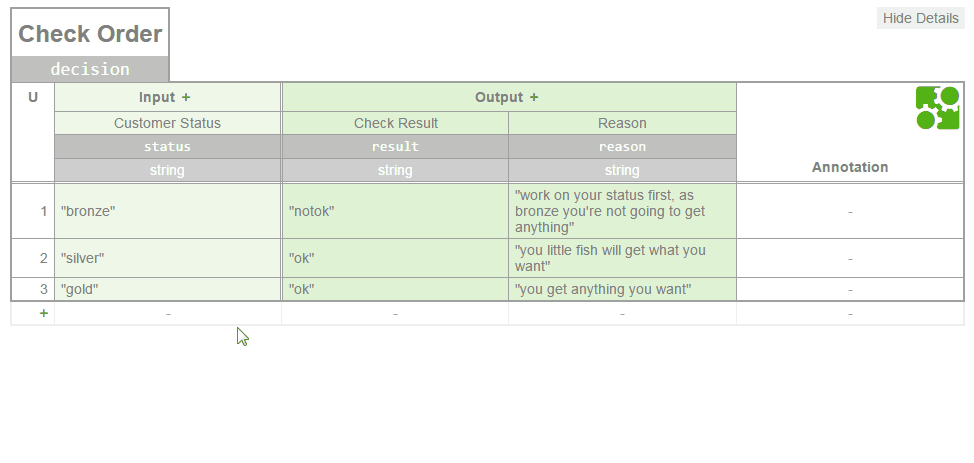 Hide Details
Check Order
decision
U Input + Output +
Customer Status Check Result Reason
status result reason
string string string
Annotation
1 "bronze" "notok" "work on your status first, as
bronze you're not going to get
anything" -
2 "silver" "ok" "you little fish will get what you
want" -
3 "gold" "ok" "you get anything you want" -
+ - - - -